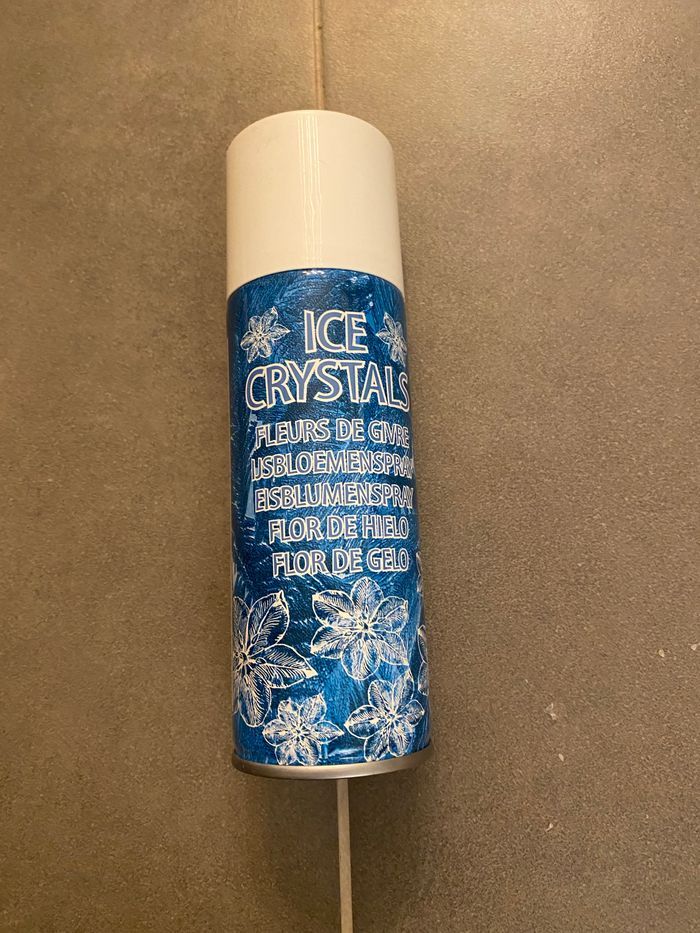 ICE
CRYSTALS
FLEURS DE GIVRE
IJSBLOEMENSPRAY
EISBLUMENSPRAY
FLOR DE HIELO
FLOR DE GELO